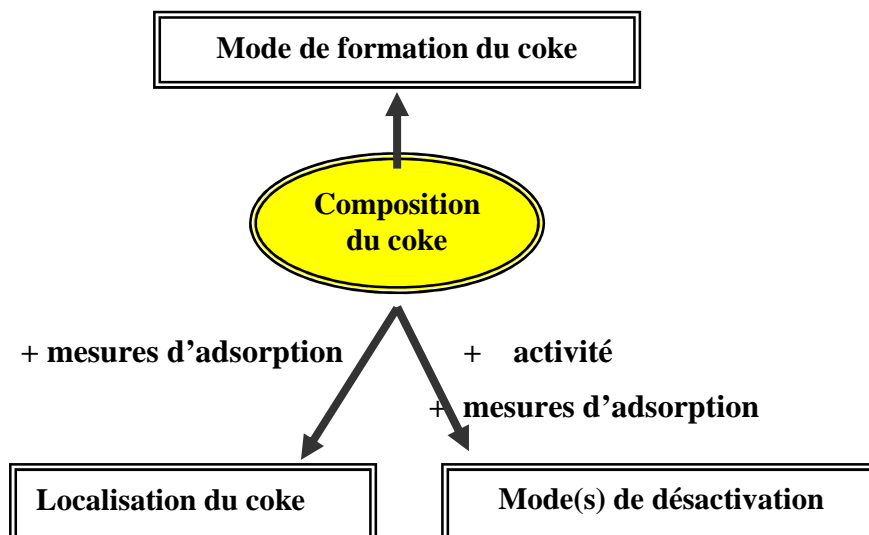 Mode de formation du coke
Composition
du coke
+ mesures d'adsorption
+ activité
+ mesures d'adsorption
Localisation du coke
Mode(s) de désactivation